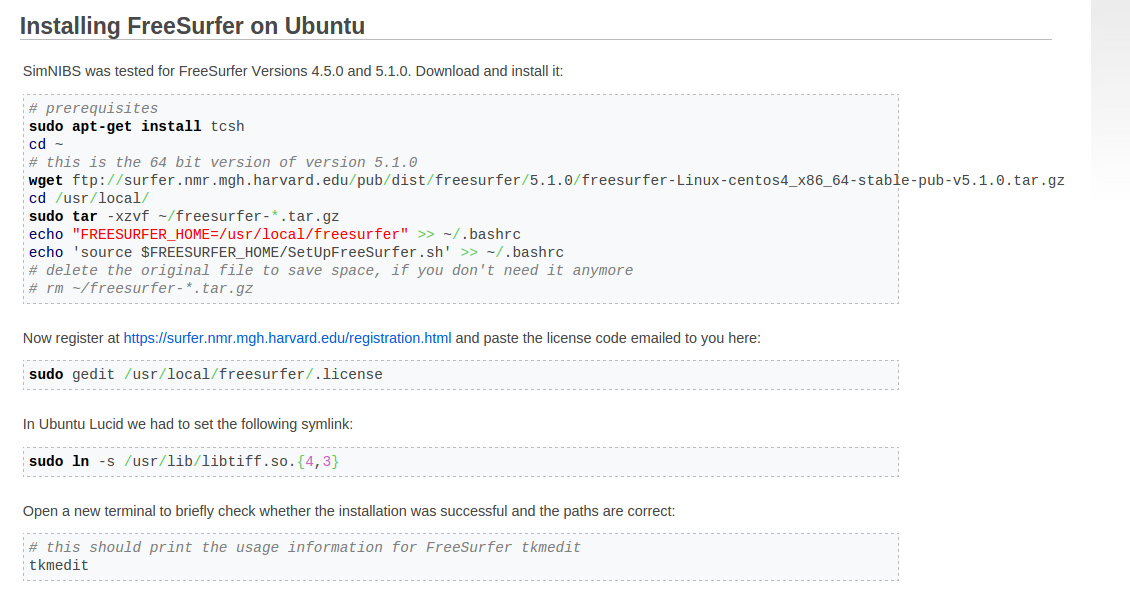 Installing FreeSurfer on Ubuntu
SimNIBS was tested for FreeSurfer Versions 4.5.0 and 5.1.0. Download and install it:
# prerequisites
sudo apt-get install tcsh
cd ~
# this is the 64 bit version of version 5.1.0
wget ftp://surfer.nmr.mgh.harvard.edu/pub/dist/freesurfer/5.1.0/freesurfer-Linux-centos4_x86_64-stable-pub-v5.1.0.tar.gz
cd /usr/local/
sudo tar -xzvf ~/freesurfer-*.tar.gz
echo "FREESURFER_HOME=/usr/local/freesurfer" >> ~/.bashrc
echo 'source $FREESURFER_HOME/SetUpFreeSurfer.sh' >> ~/.bashrc
# delete the original file to save space, if you don't need it anymore
# rm ~/freesurfer-*.tar.gz
Now register at https://surfer.nmr.mgh.harvard.edu/registration.html and paste the license code emailed to you here:
sudo gedit /usr/local/freesurfer/.license
In Ubuntu Lucid we had to set the following symlink:
sudo ln -s /usr/lib/libtiff.so.{4,3}
Open a new terminal to briefly check whether the installation was successful and the paths are correct:
# this should print the usage information for FreeSurfer tkmedit
tkmedit